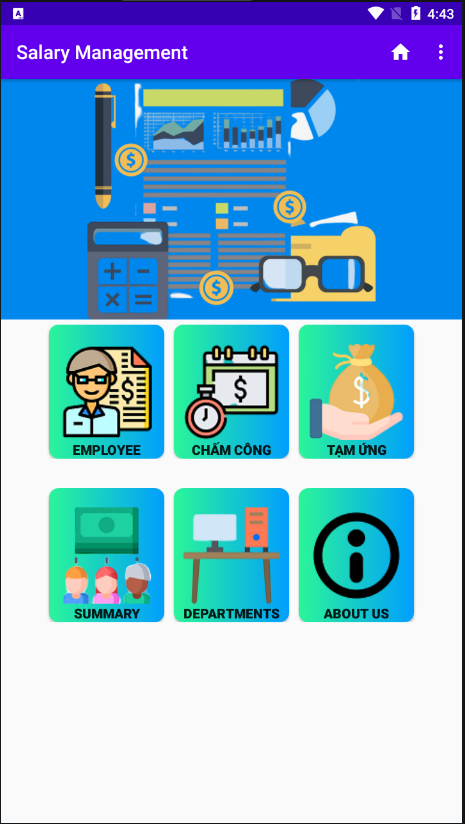 4:43
Salary Management
EMPLOYEE
CHẤM CÔNG
TẠM ỨNG
SUMMARY
DEPARTMENTS
ABOUT US